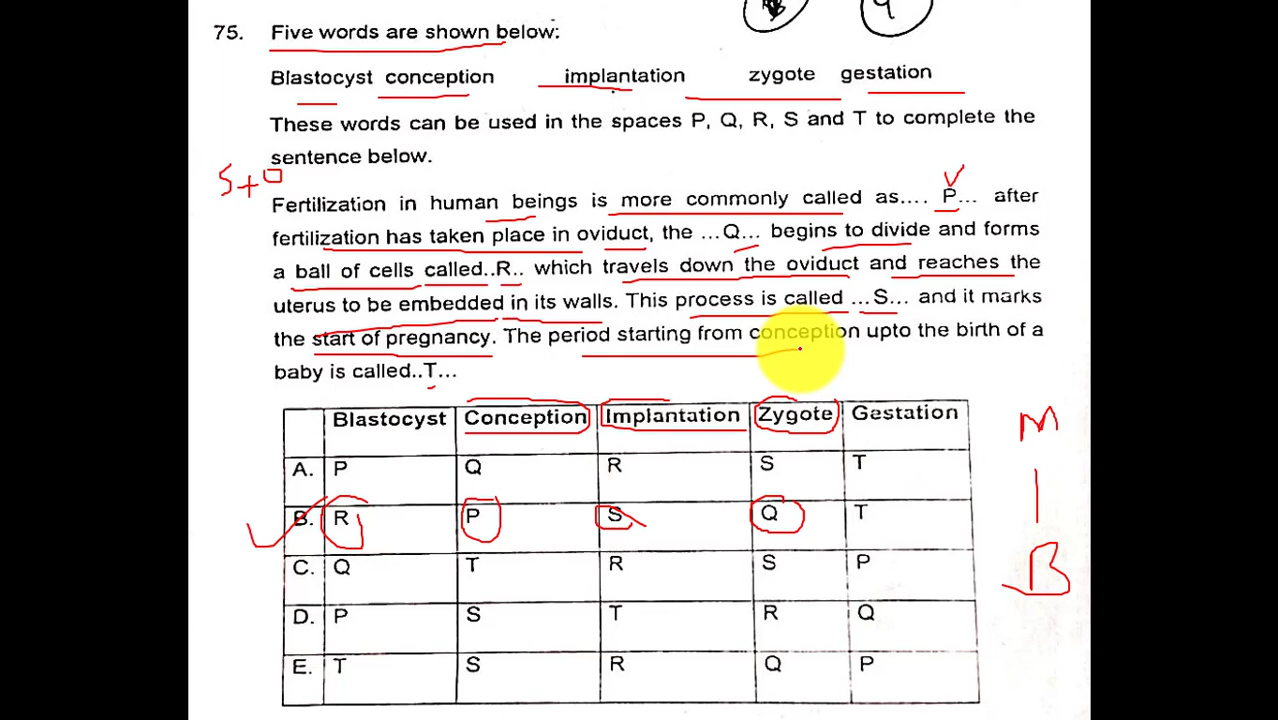 75. Five words are shown below:
Blastocyst conception implantation zygote gestation
These words can be used in the spaces P, Q, R, S and T to complete the
sentence below.
S+O
Fertilization in human beings is more commonly called as.... P... after
fertilization has taken place in oviduct, the ...Q... begins to divide and forms
a ball of cells called..R.. which travels down the oviduct and reaches the
uterus to be embedded in its walls. This process is called ...S... and it marks
the start of pregnancy. The period starting from conception upto the birth of a
baby is called..T...
Blastocyst Conception Implantation Zygote Gestation
A. P Q R S T
B. R P S Q T
C. Q T R S P
D. P S T R Q
E. T S R Q P
M
I
B